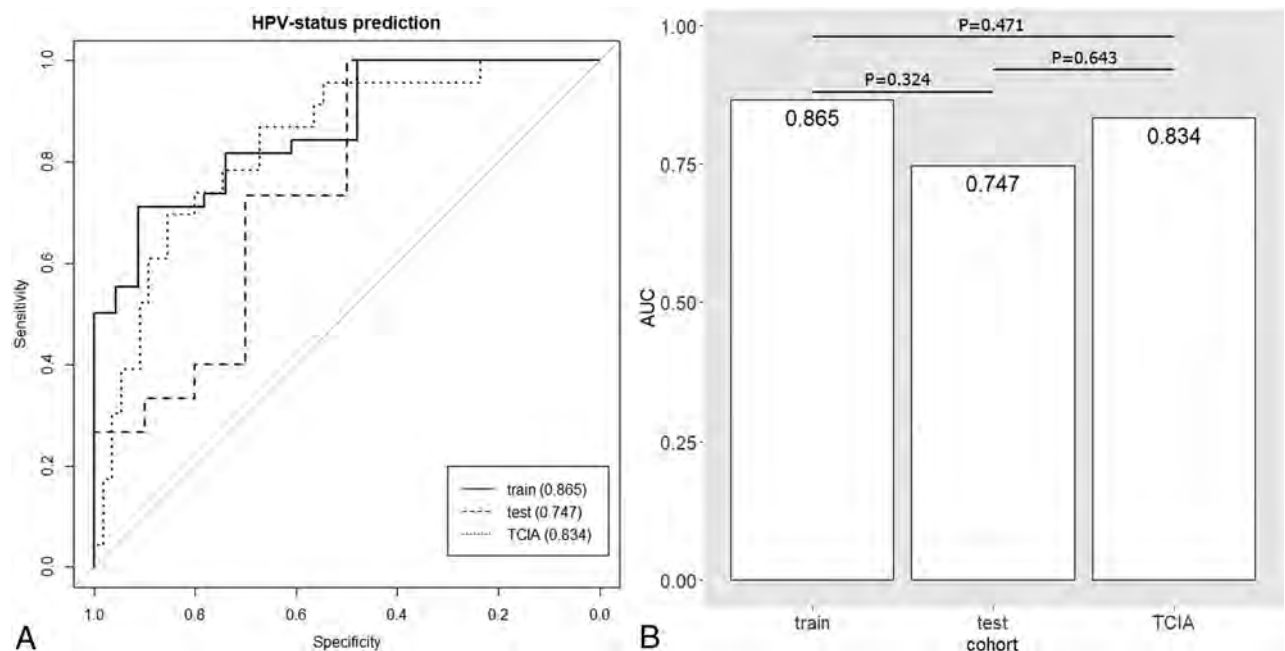 HPV-status prediction
1.0
0.8
0.6
0.4
0.2
0.0
Sensitivity
train (0.865)
test (0.747)
TCIA (0.834)
1.0 0.8 0.6 0.4 0.2 0.0
Specificity
A
1.00
0.75
0.50
0.25
0.00
AUC
P=0.471
P=0.643
P=0.324
0.865
0.747
0.834
train test TCIA
cohort
B